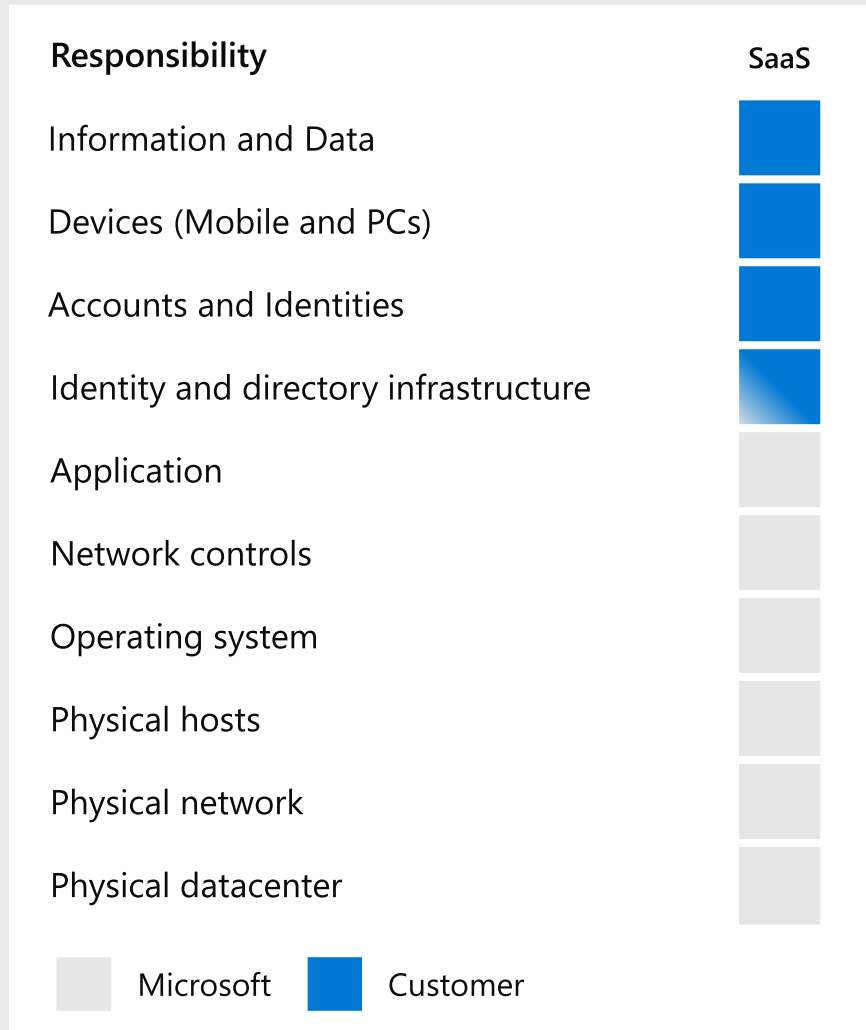 Responsibility SaaS
Information and Data
Devices (Mobile and PCs)
Accounts and Identities
Identity and directory infrastructure
Application
Network controls
Operating system
Physical hosts
Physical network
Physical datacenter
Microsoft Customer